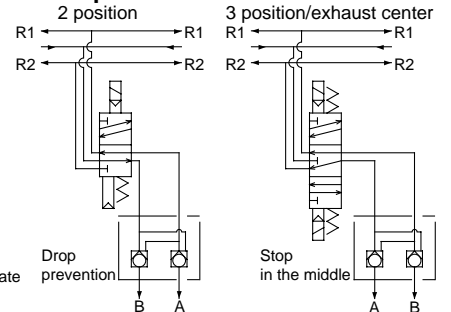 2 position
3 position/exhaust center
R1 R1 R1 R1
R2 R2 R2 R2
Drop
prevention
Stop
in the middle
ate
B A A B